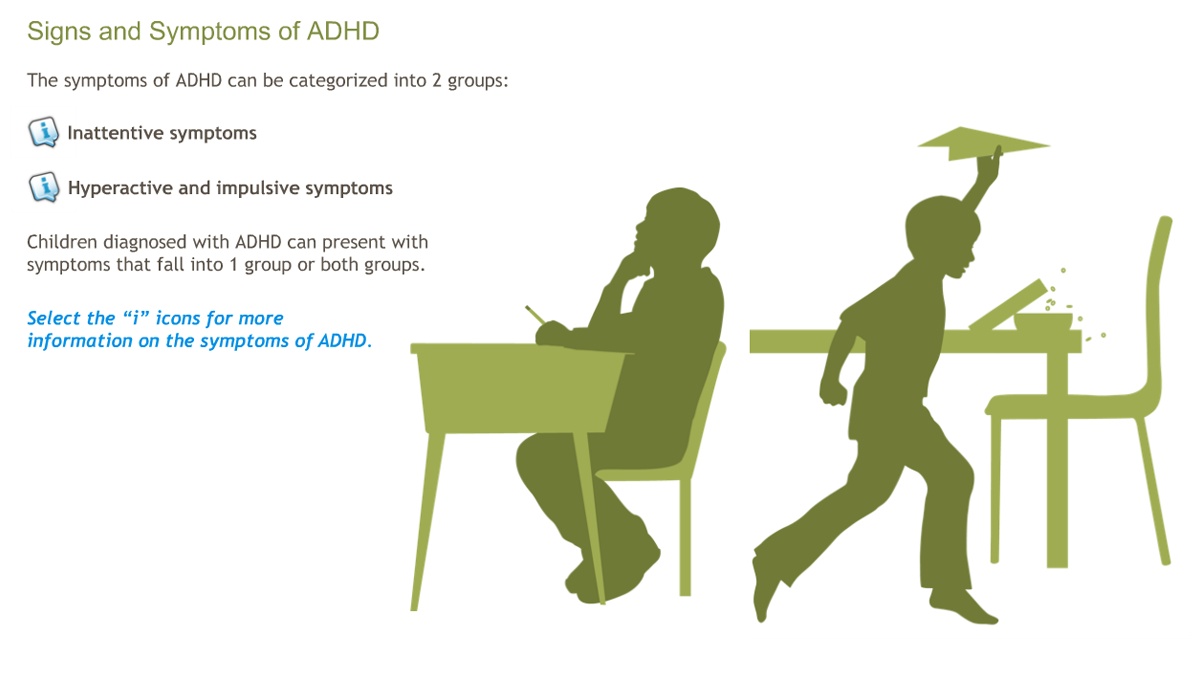 Signs and Symptoms of ADHD
The symptoms of ADHD can be categorized into 2 groups:
i Inattentive symptoms
i Hyperactive and impulsive symptoms
Children diagnosed with ADHD can present with
symptoms that fall into 1 group or both groups.
Select the “i” icons for more
information on the symptoms of ADHD.